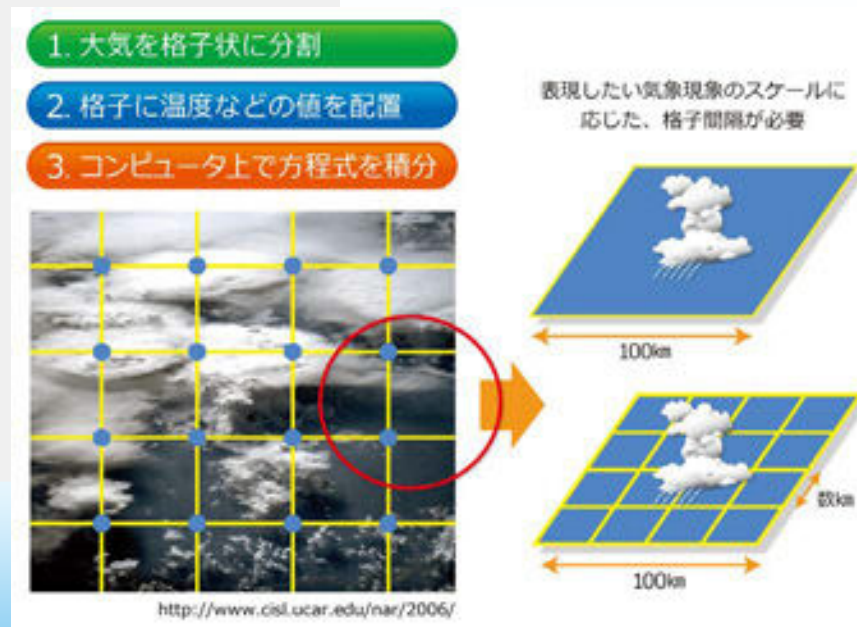 1. 大気を格子状に分割
2. 格子に温度などの値を配置
3. コンピュータ上で方程式を積分
http://www.cisl.ucar.edu/nar/2006/
表現したい気象現象のスケールに
応じた、格子間隔が必要
100km
数km
100km